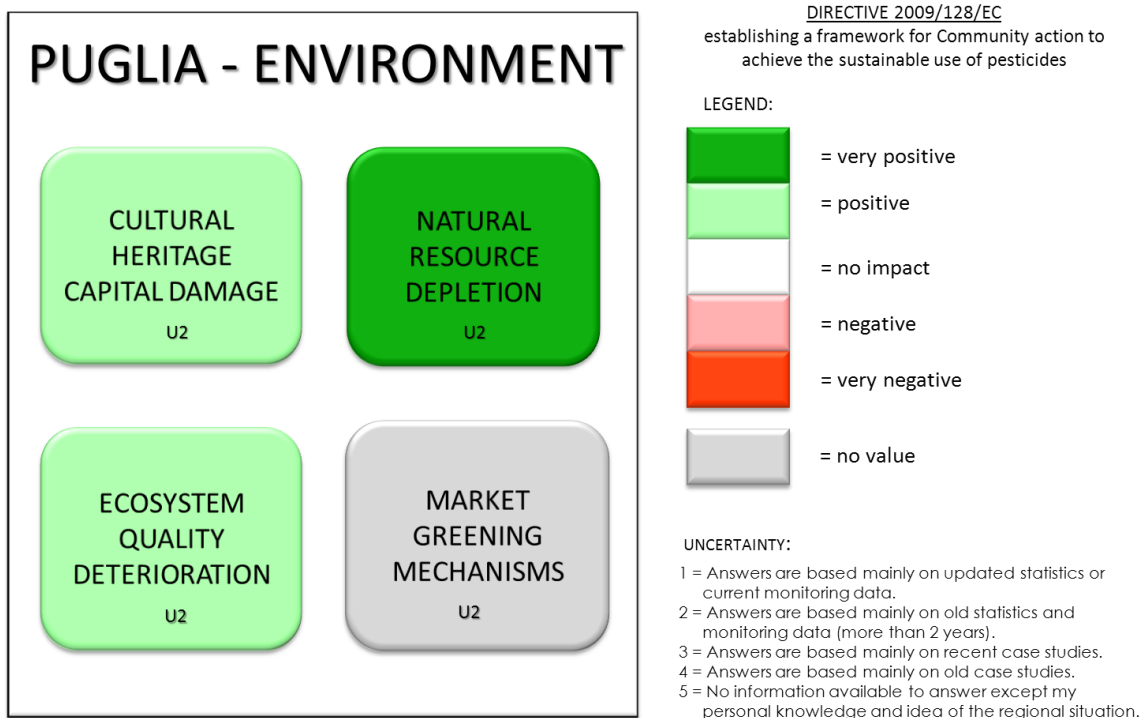 PUGLIA - ENVIRONMENT
CULTURAL
HERITAGE
CAPITAL DAMAGE
U2
NATURAL
RESOURCE
DEPLETION
U2
ECOSYSTEM
QUALITY
DETERIORATION
U2
MARKET
GREENING
MECHANISMS
U2
DIRECTIVE 2009/128/EC
establishing a framework for Community action to
achieve the sustainable use of pesticides
LEGEND:
= very positive
= positive
= no impact
= negative
= very negative
= no value
UNCERTAINTY:
1 = Answers are based mainly on updated statistics or
current monitoring data.
2 = Answers are based mainly on old statistics and
monitoring data (more than 2 years).
3 = Answers are based mainly on recent case studies.
4 = Answers are based mainly on old case studies.
5 = No information available to answer except my
personal knowledge and idea of the regional situation.